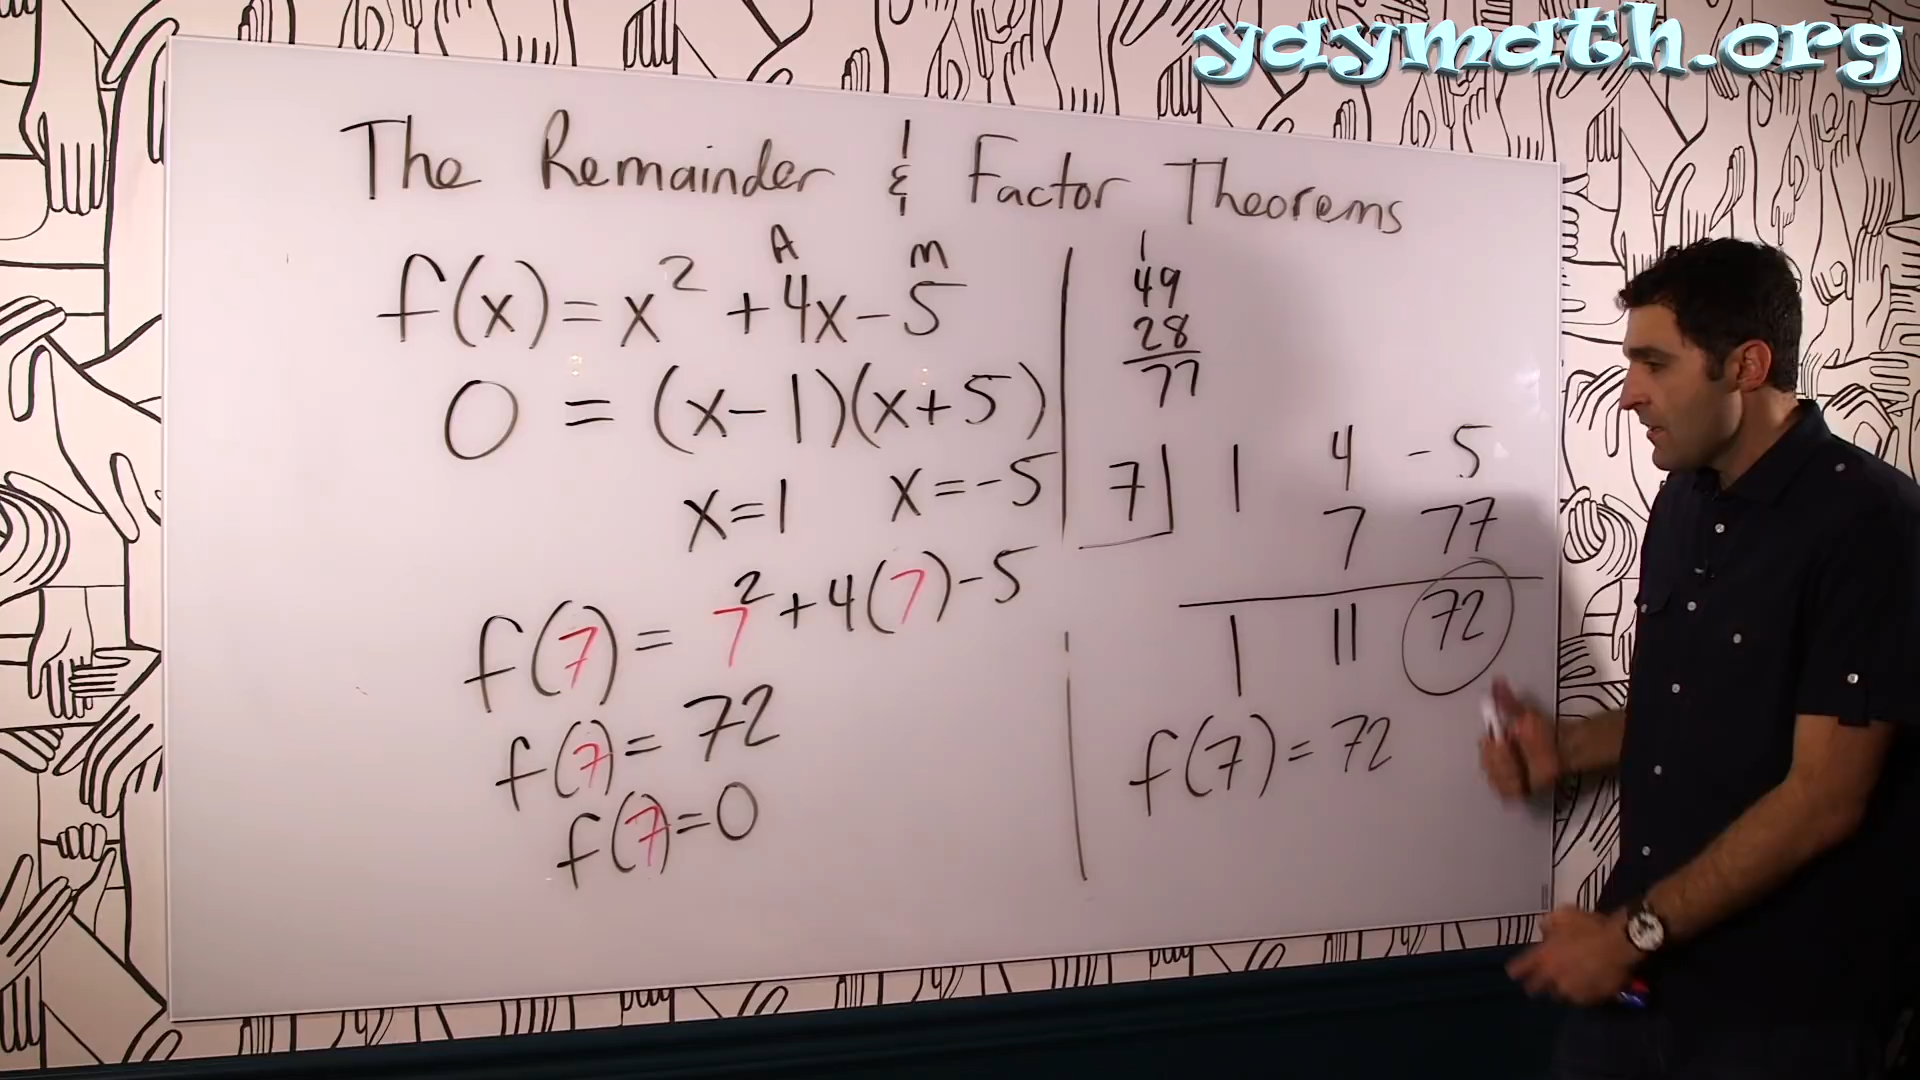 yaymath.org
The Remainder & Factor Theorems
A M
f(x) = x² + 4x - 5
0 = (x-1)(x+5)
x=1 x=-5
f(7) = 7² + 4(7) - 5
f(7) = 72
f(7) = 0
1
49
28
77
7 1 4 -5
7 77
1 11 72
f(7) = 72